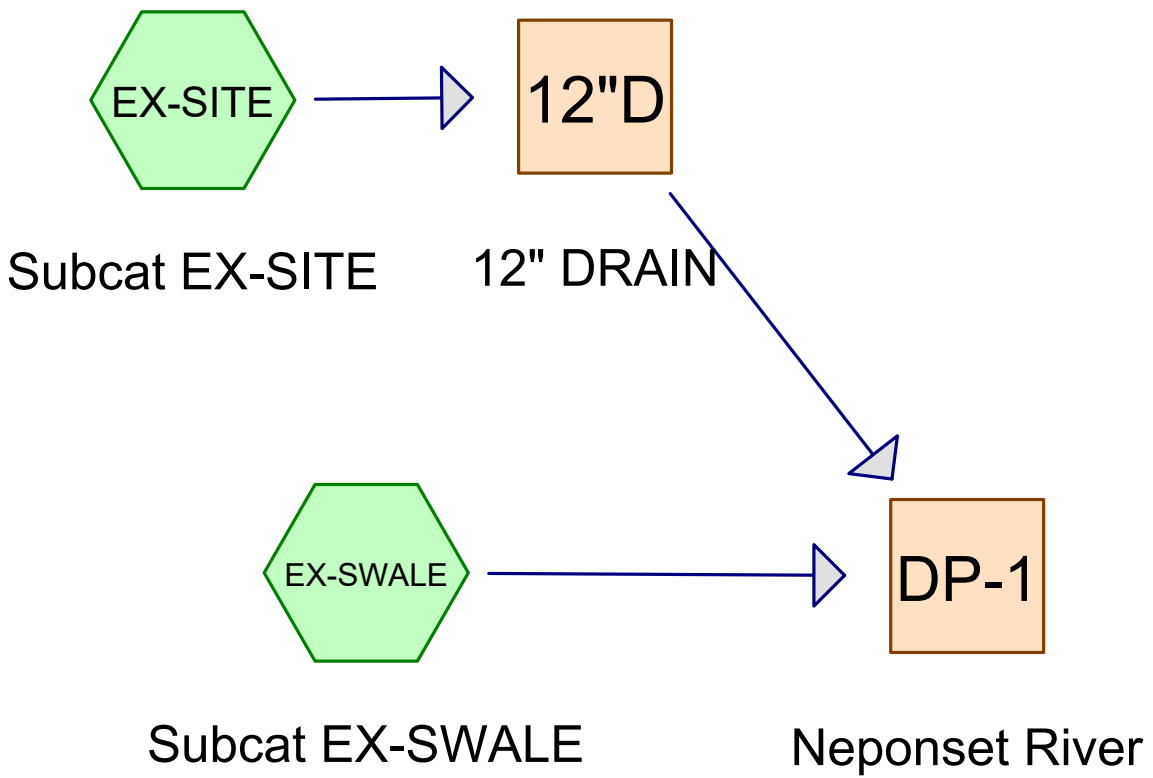 EX-SITE
12"D
Subcat EX-SITE
12" DRAIN
EX-SWALE
DP-1
Subcat EX-SWALE
Neponset River